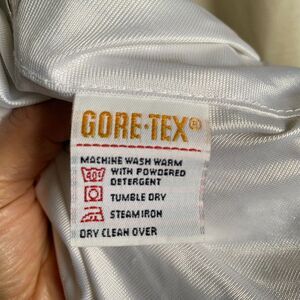 GORE-TEX®
MACHINE WASH WARM
WITH POWDERED
DETERGENT
TUMBLE DRY
STEAM IRON
DRY CLEAN OVER